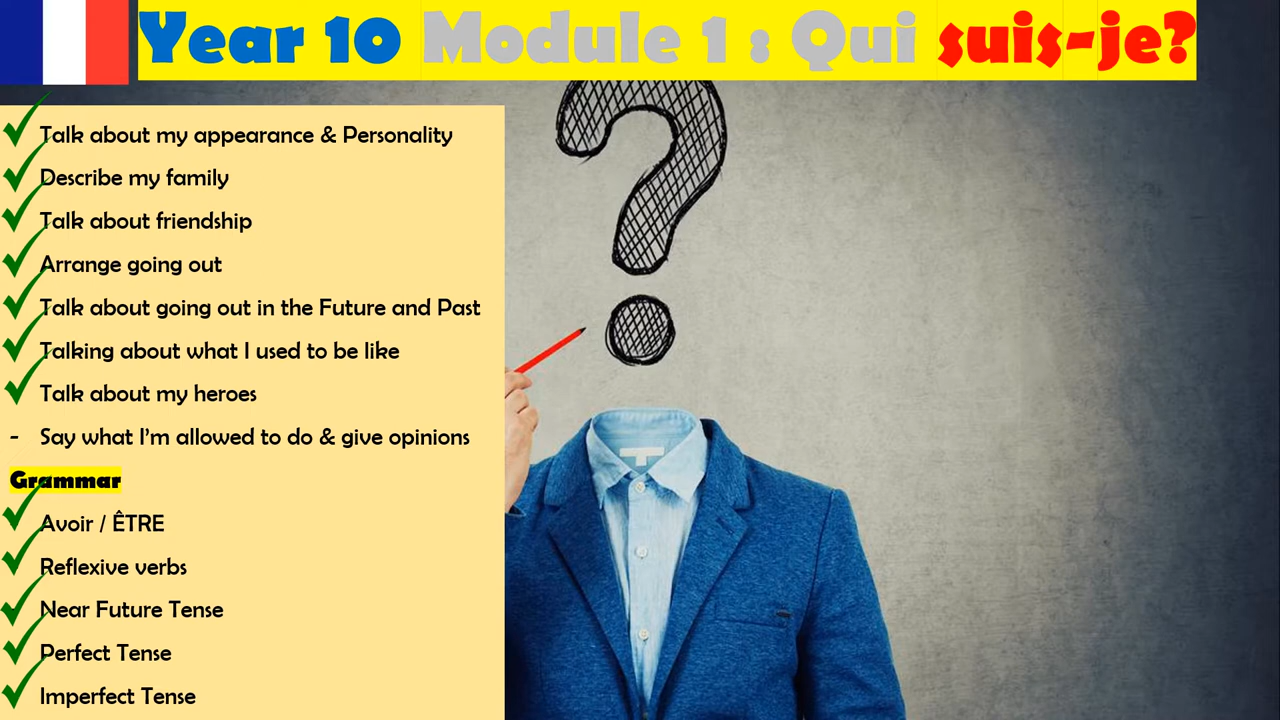 Year 10 Module 1 : Qui suis-je?
Talk about my appearance & Personality
Describe my family
Talk about friendship
Arrange going out
Talk about going out in the Future and Past
Talking about what I used to be like
Talk about my heroes
- Say what I'm allowed to do & give opinions
Grammar
Avoir / ÊTRE
Reflexive verbs
Near Future Tense
Perfect Tense
Imperfect Tense